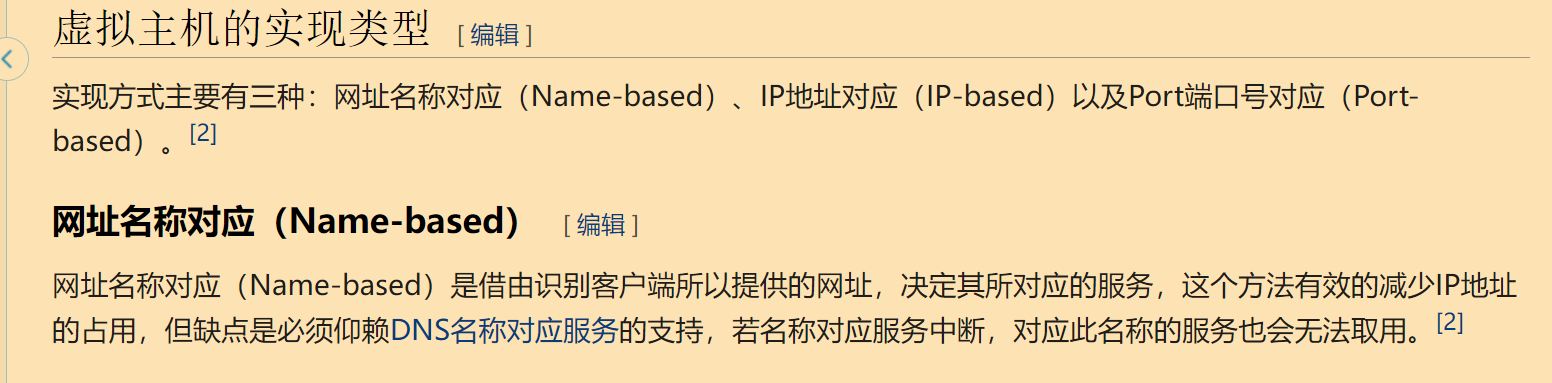 虚拟主机的实现类型 [ 编辑 ]
实现方式主要有三种：网址名称对应（Name-based）、IP地址对应（IP-based）以及Port端口号对应（Port-
based）。[2]
网址名称对应（Name-based） [ 编辑 ]
网址名称对应（Name-based）是借由识别客户端所以提供的网址，决定其所对应的服务，这个方法有效的减少IP地址
的占用，但缺点是必须仰赖DNS名称对应服务的支持，若名称对应服务中断，对应此名称的服务也会无法取用。[2]